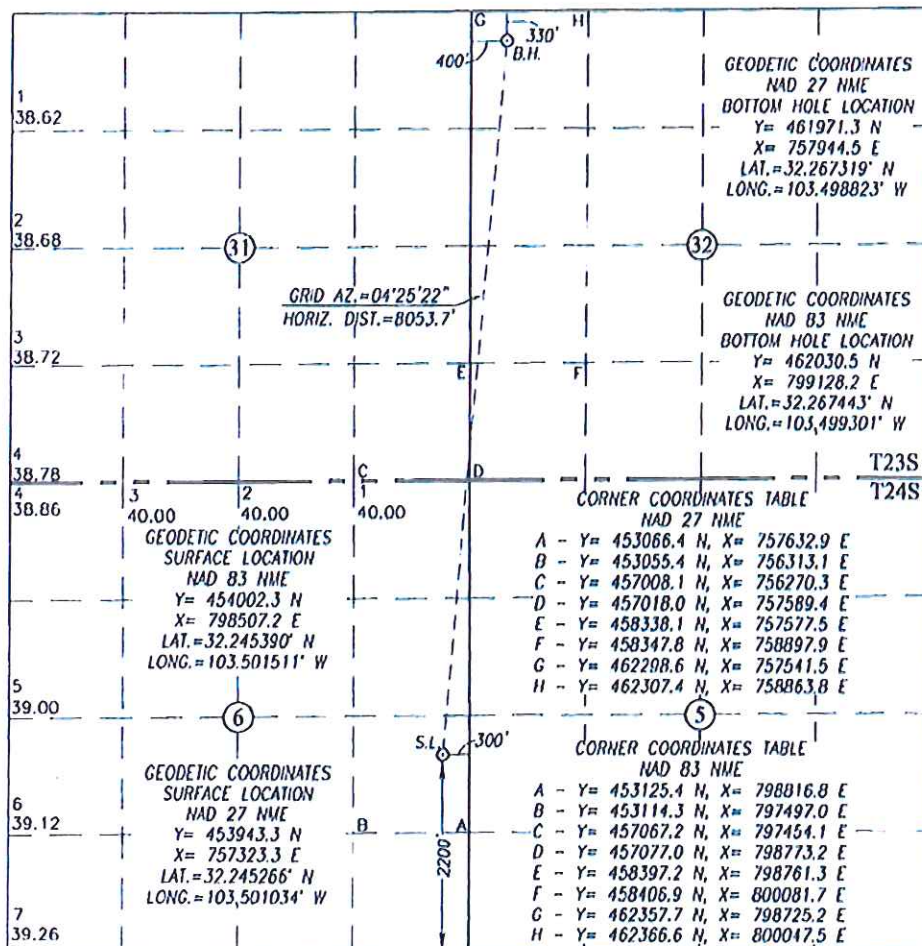 G
H
330'
400'
B.H.
GEODETIC COORDINATES
NAD 27 NME
BOTTOM HOLE LOCATION
Y= 461971.3 N
X= 757944.5 E
LAT.=32.267319° N
LONG.=103.498823° W
1
38.62
2
38.68
31
32
GRID AZ.=04°25'22"
HORIZ. DIST.=8053.7'
GEODETIC COORDINATES
NAD 83 NME
BOTTOM HOLE LOCATION
Y= 462030.5 N
X= 799128.2 E
LAT.=32.267443° N
LONG.=103.499301° W
3
38.72
E
F
4
38.78
C
D
T23S
T24S
4
38.86
3
40.00
2
40.00
1
40.00
GEODETIC COORDINATES
SURFACE LOCATION
NAD 83 NME
Y= 454002.3 N
X= 798507.2 E
LAT.=32.245390° N
LONG.=103.501511° W
CORNER COORDINATES TABLE
NAD 27 NME
A - Y= 453066.4 N, X= 757632.9 E
B - Y= 453055.4 N, X= 756313.1 E
C - Y= 457008.1 N, X= 756270.3 E
D - Y= 457018.0 N, X= 757589.4 E
E - Y= 458338.1 N, X= 757577.5 E
F - Y= 458347.8 N, X= 758897.9 E
G - Y= 462298.6 N, X= 757541.5 E
H - Y= 462307.4 N, X= 758863.8 E
5
39.00
6
5
S.L.
300'
GEODETIC COORDINATES
SURFACE LOCATION
NAD 27 NME
Y= 453943.3 N
X= 757323.3 E
LAT.=32.245266° N
LONG.=103.501034° W
6
39.12
B
A
2200'
CORNER COORDINATES TABLE
NAD 83 NME
A - Y= 453125.4 N, X= 798816.8 E
B - Y= 453114.3 N, X= 797497.0 E
C - Y= 457067.2 N, X= 797454.1 E
D - Y= 457077.0 N, X= 798773.2 E
E - Y= 458397.2 N, X= 798761.3 E
F - Y= 458406.9 N, X= 800081.7 E
G - Y= 462357.7 N, X= 798725.2 E
H - Y= 462366.6 N, X= 800047.5 E
7
39.26